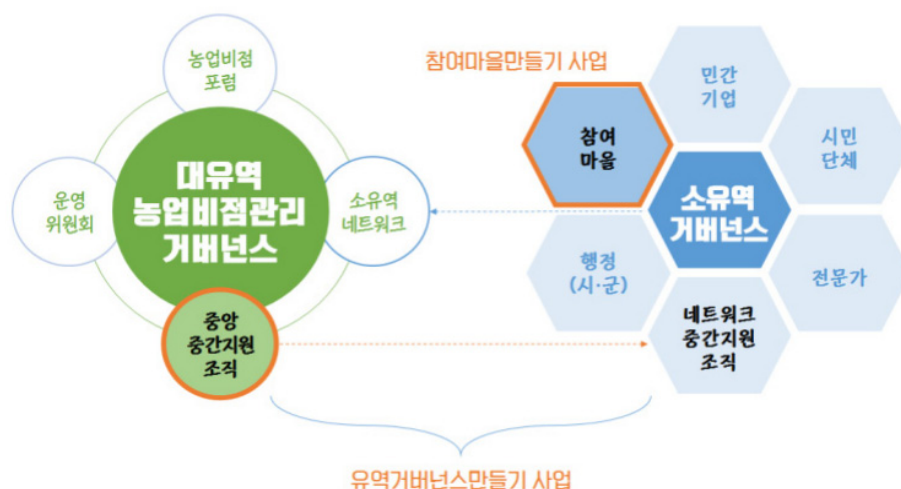 농업비점
포럼
대유역
농업비점관리
거버넌스
운영
위원회
소유역
네트워크
중앙
중간지원
조직
참여마을만들기 사업
민간
기업
참여
마을
시민
단체
소유역
거버넌스
행정
(시·군)
전문가
네트워크
중간지원
조직
유역거버넌스만들기 사업